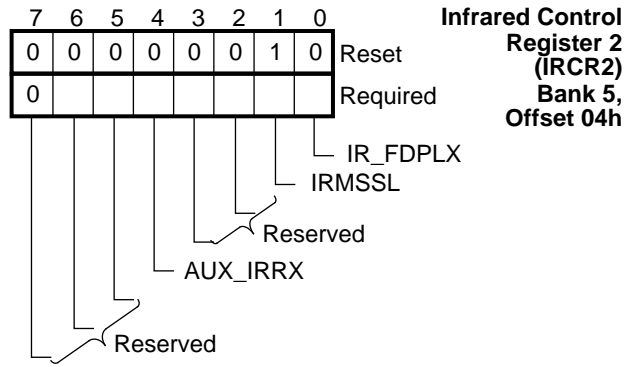 7 6 5 4 3 2 1 0
Infrared Control
Register 2
(IRCR2)
Bank 5,
Offset 04h
0 0 0 0 0 0 1 0 Reset
0 Required
IR_FDPLX
IRMSSL
Reserved
AUX_IRRX
Reserved